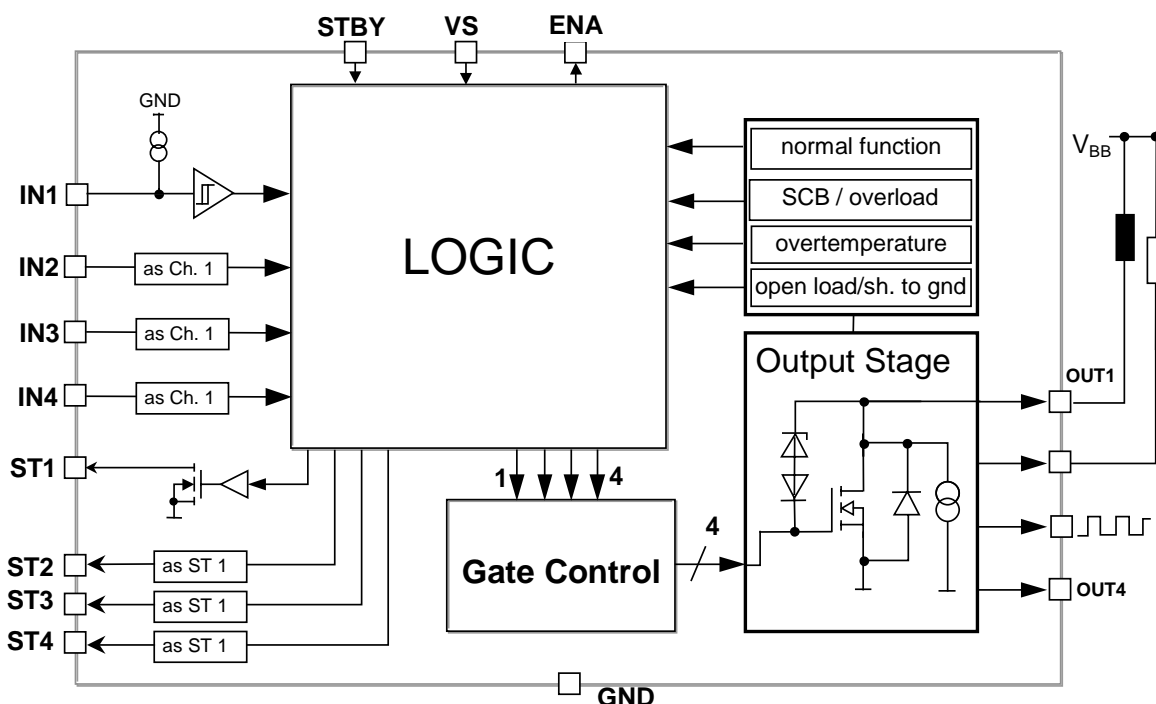 STBY VS ENA
GND
normal function
V_BB
IN1
SCB / overload
LOGIC
overtemperature
IN2 as Ch. 1
open load/sh. to gnd
IN3 as Ch. 1
Output Stage
OUT1
IN4 as Ch. 1
ST1
1 4
4
Gate Control
ST2 as ST 1
OUT4
ST3 as ST 1
ST4 as ST 1
GND